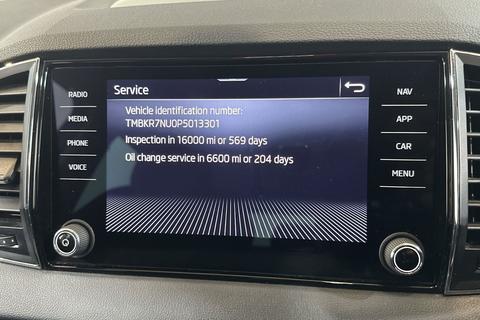 RADIO
MEDIA
PHONE
VOICE
Service
Vehicle identification number:
TMBKR7NU0P5013301
Inspection in 16000 mi or 569 days
Oil change service in 6600 mi or 204 days
NAV
APP
CAR
MENU